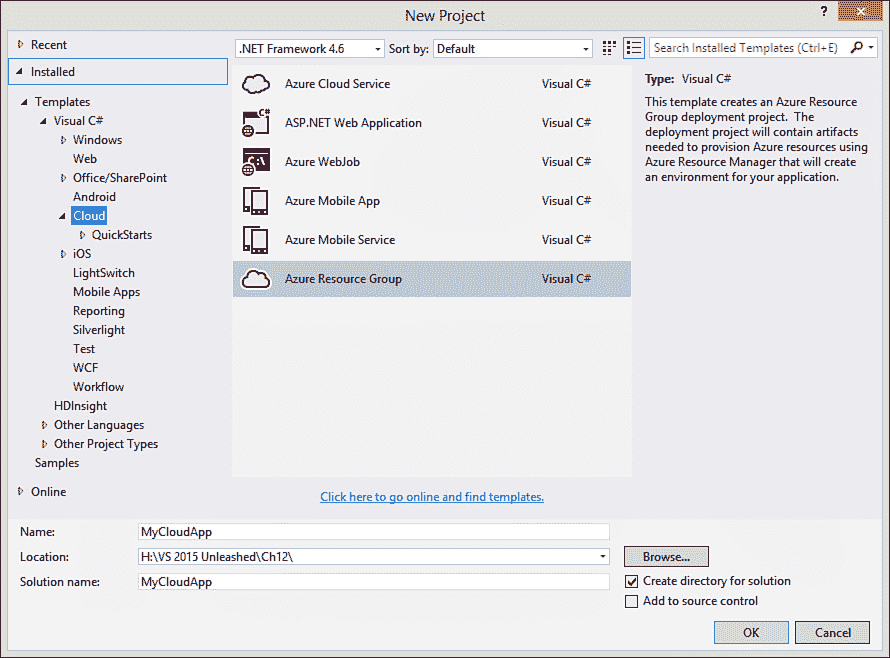 New Project
?
Recent
Installed
Templates
Visual C#
Windows
Web
Office/SharePoint
Android
Cloud
QuickStarts
iOS
LightSwitch
Mobile Apps
Reporting
Silverlight
Test
WCF
Workflow
HDInsight
Other Languages
Other Project Types
Samples
Online
.NET Framework 4.6 Sort by: Default
Search Installed Templates (Ctrl+E)
Azure Cloud Service Visual C#
C# ASP.NET Web Application Visual C#
C:\ Azure WebJob Visual C#
Azure Mobile App Visual C#
Azure Mobile Service Visual C#
Azure Resource Group Visual C#
Click here to go online and find templates.
Type: Visual C#
This template creates an Azure Resource
Group deployment project. The
deployment project will contain artifacts
needed to provision Azure resources using
Azure Resource Manager that will create
an environment for your application.
Name: MyCloudApp
Location: H:\VS 2015 Unleashed\Ch12\
Solution name: MyCloudApp
Browse...
Create directory for solution
Add to source control
OK Cancel